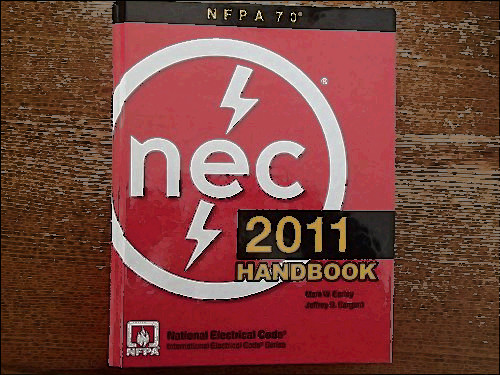 NFPA 70®
nec®
2011
HANDBOOK
Mark W. Earley
Jeffrey S. Sargent
National Electrical Code®
International Electrical Code® Series
NFPA